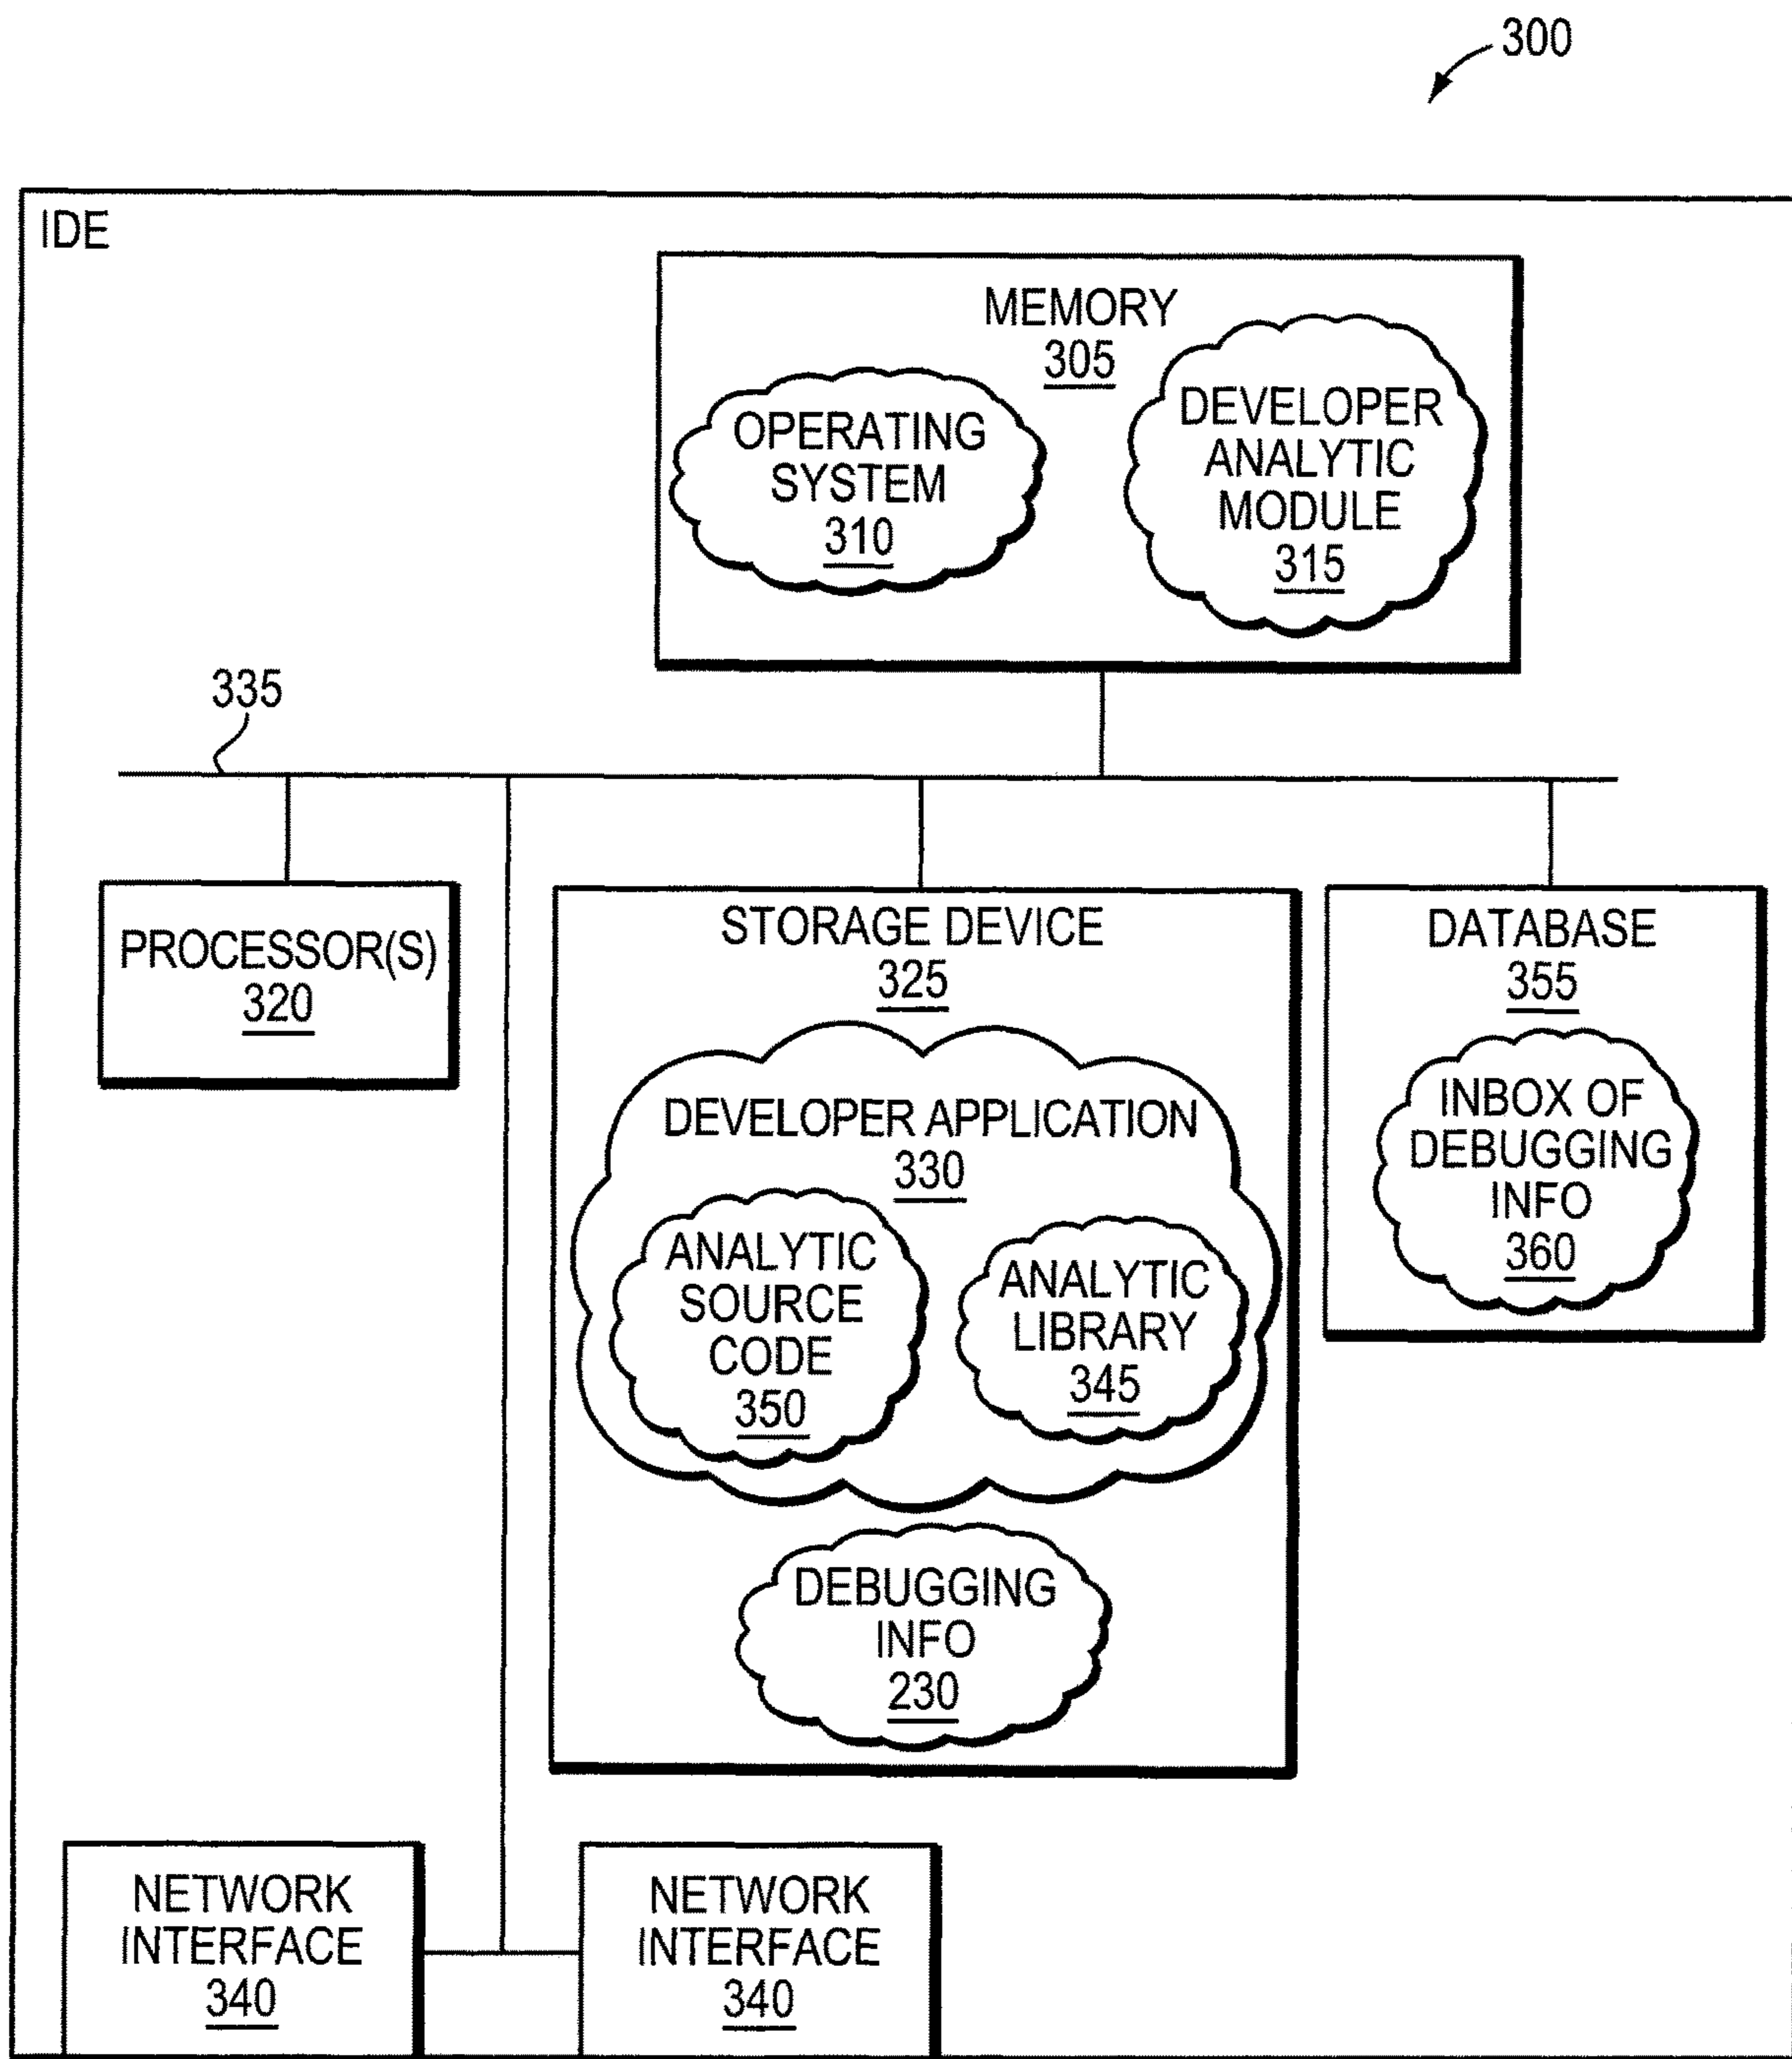 300
IDE
MEMORY
305
OPERATING
SYSTEM
310
DEVELOPER
ANALYTIC
MODULE
315
335
PROCESSOR(S)
320
STORAGE DEVICE
325
DEVELOPER APPLICATION
330
ANALYTIC
SOURCE
CODE
350
ANALYTIC
LIBRARY
345
DEBUGGING
INFO
230
DATABASE
355
INBOX OF
DEBUGGING
INFO
360
NETWORK
INTERFACE
340
NETWORK
INTERFACE
340